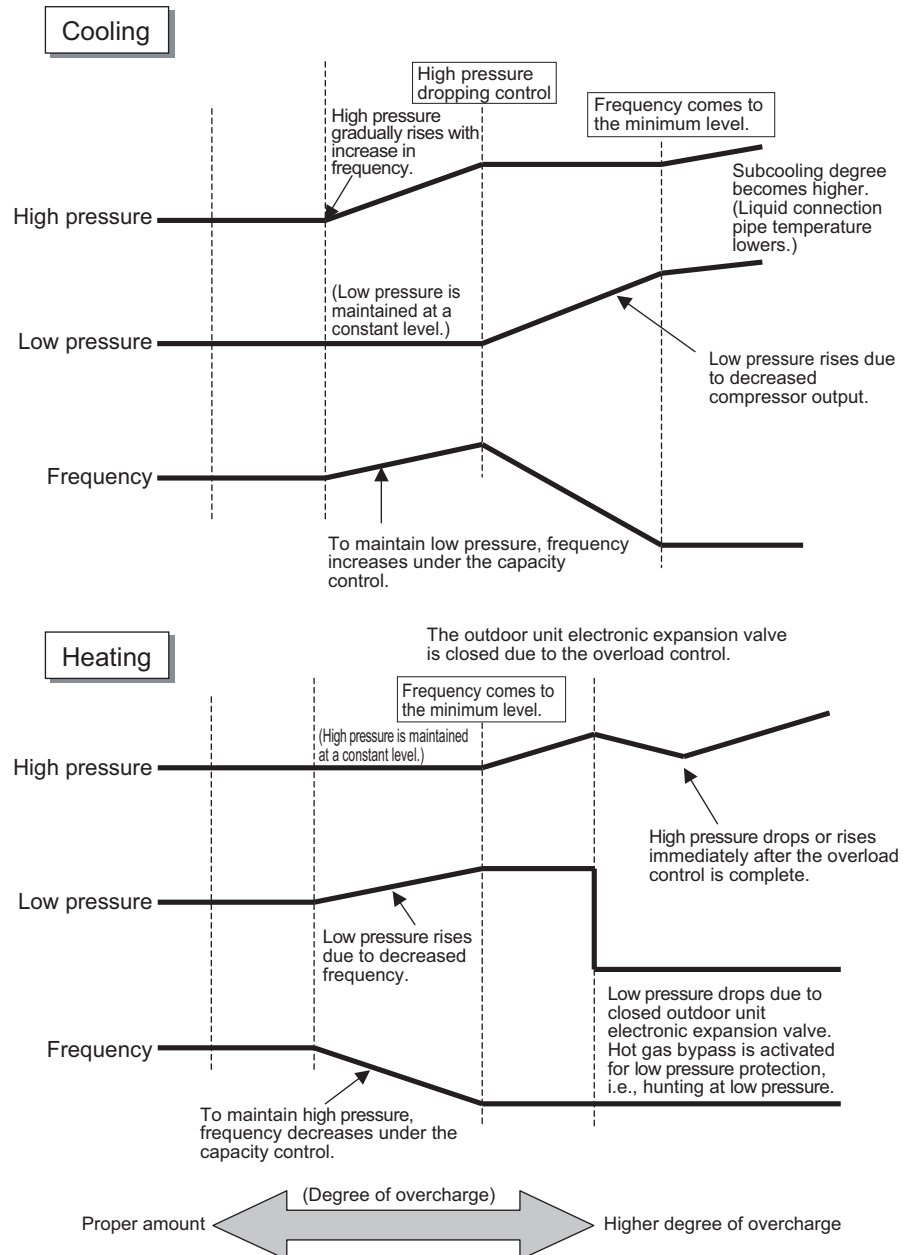 Cooling
High pressure
dropping control
Frequency comes to
the minimum level.
High pressure
gradually rises with
increase in
frequency.
Subcooling degree
becomes higher.
(Liquid connection
pipe temperature
lowers.)
High pressure
(Low pressure is
maintained at a
constant level.)
Low pressure
Low pressure rises due
to decreased
compressor output.
Frequency
To maintain low pressure, frequency
increases under the capacity
control.
Heating
The outdoor unit electronic expansion valve
is closed due to the overload control.
Frequency comes to
the minimum level.
(High pressure is maintained
at a constant level.)
High pressure
High pressure drops or rises
immediately after the overload
control is complete.
Low pressure
Low pressure rises
due to decreased
frequency.
Low pressure drops due to
closed outdoor unit
electronic expansion valve.
Hot gas bypass is activated
for low pressure protection,
i.e., hunting at low pressure.
Frequency
To maintain high pressure,
frequency decreases under the
capacity control.
(Degree of overcharge)
Proper amount
Higher degree of overcharge